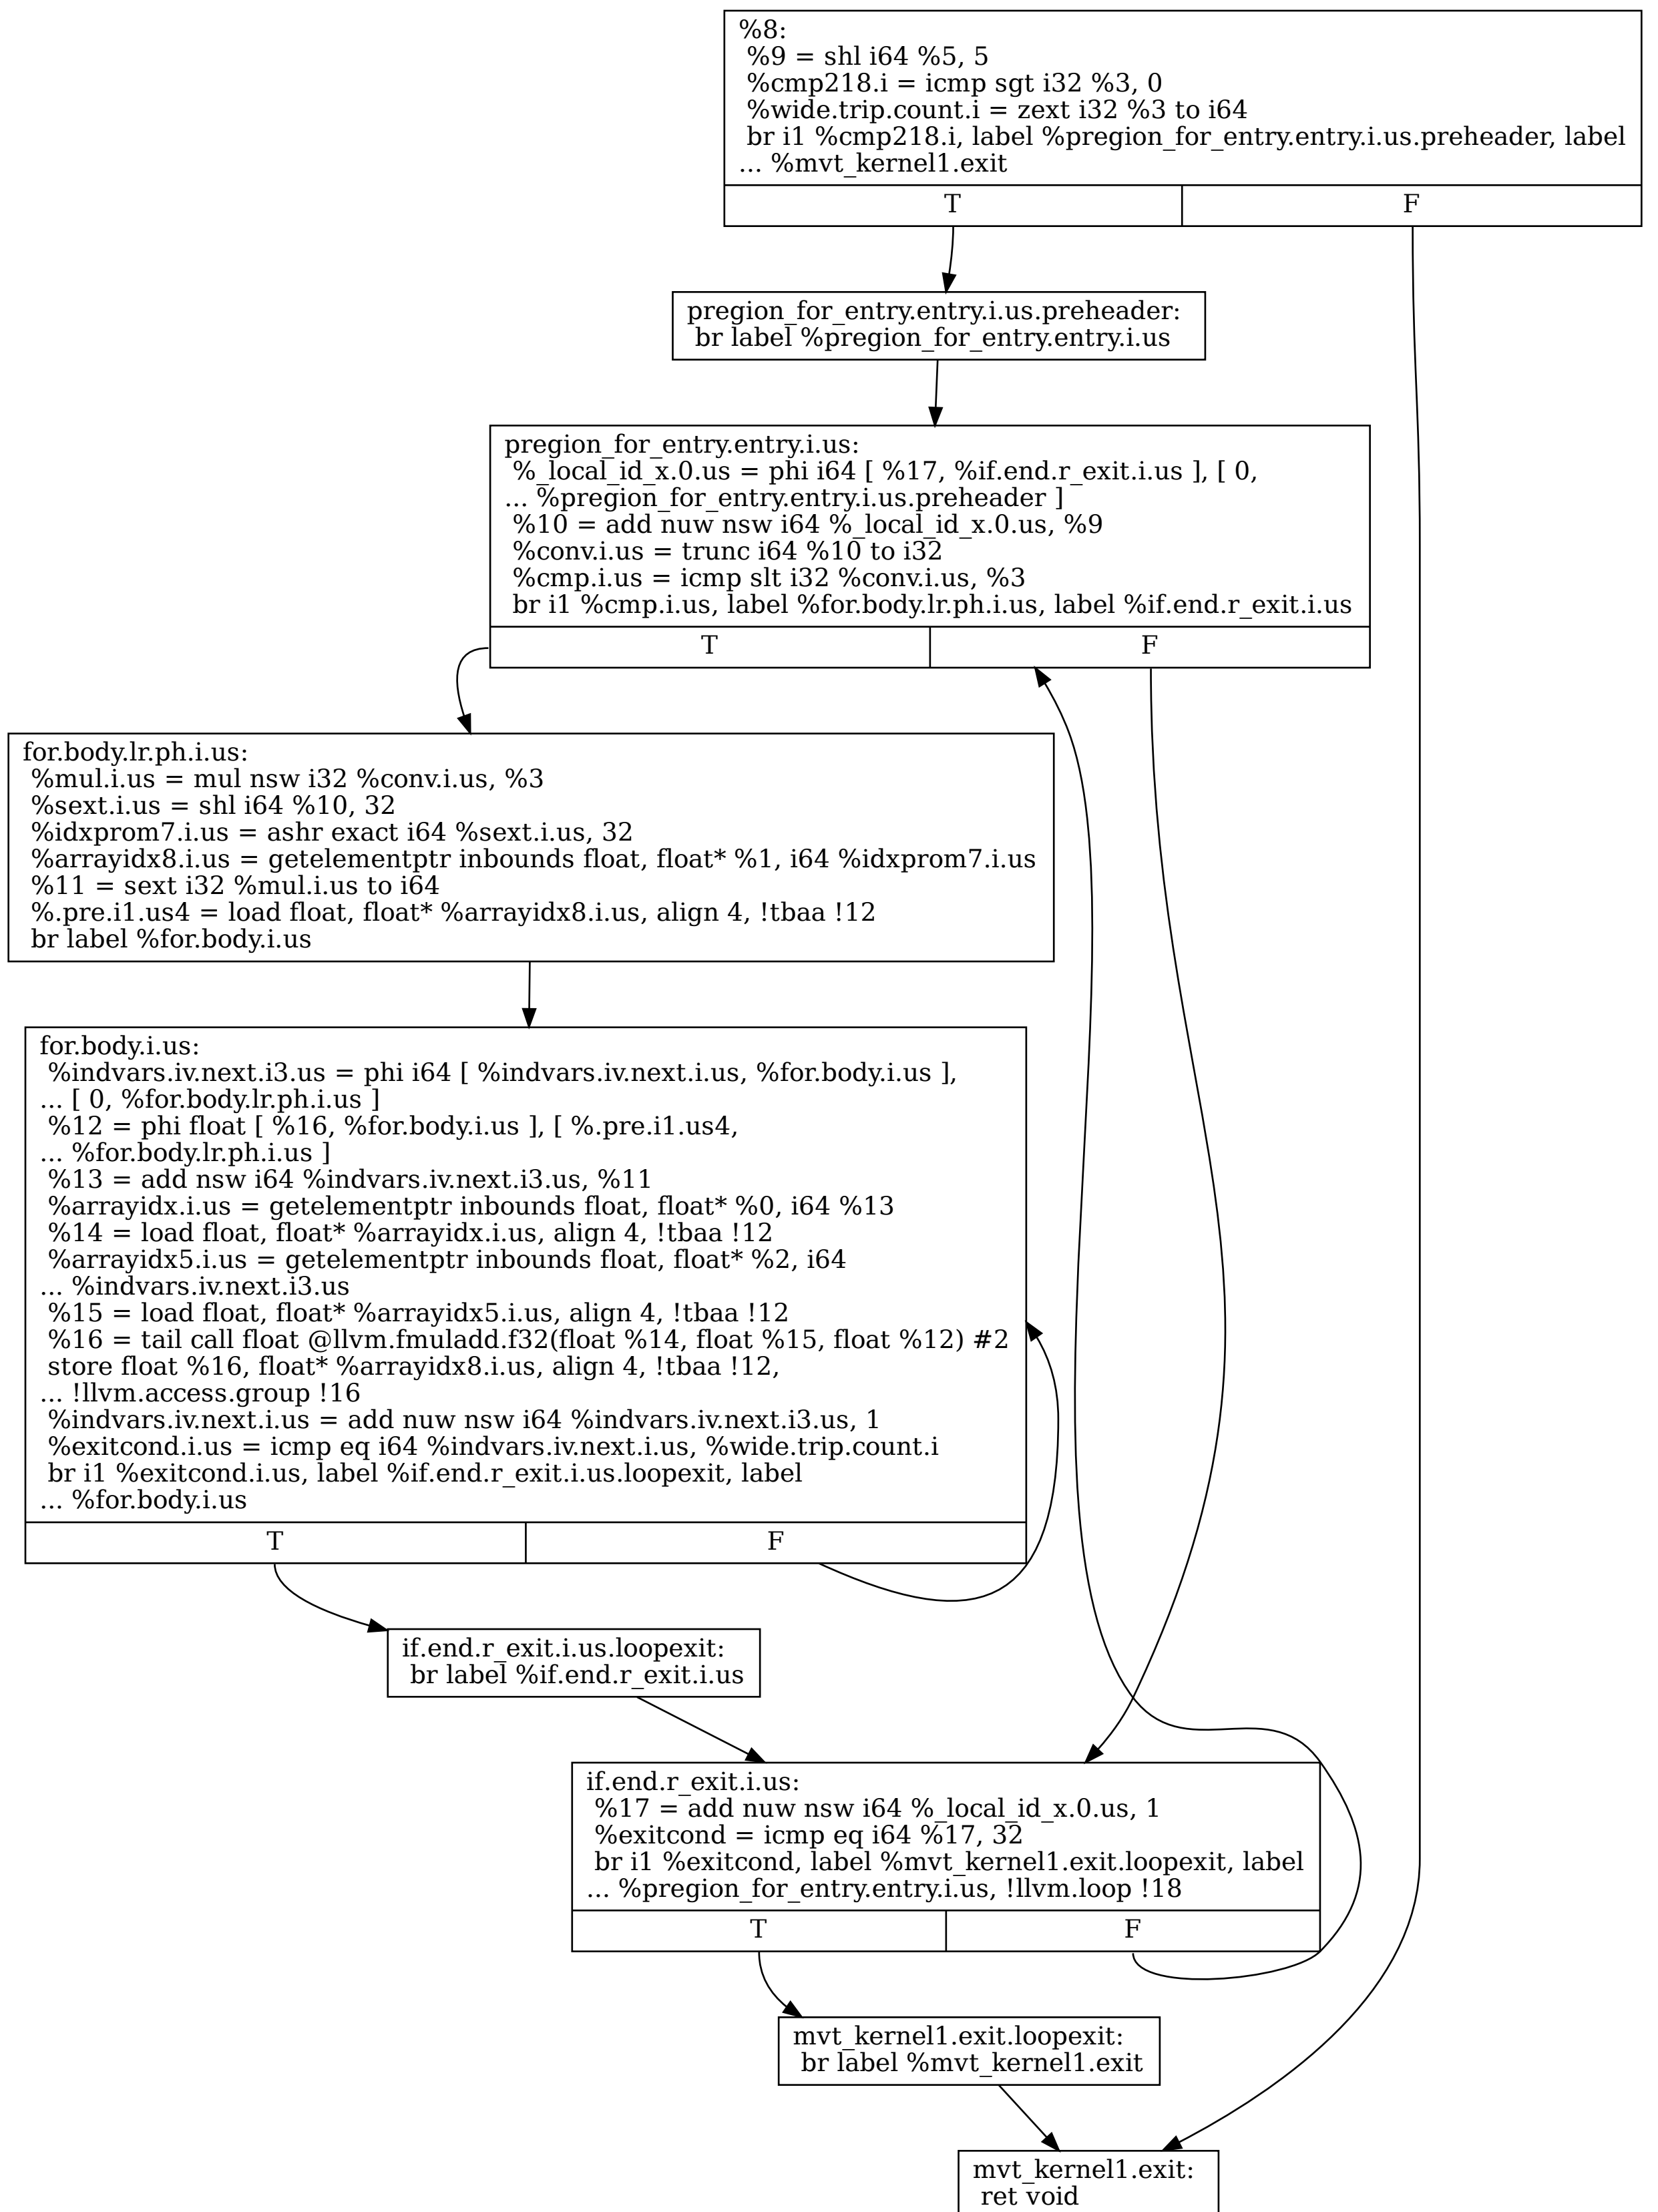 %8:
%9 = shl i64 %5, 5
%cmp218.i = icmp sgt i32 %3, 0
%wide.trip.count.i = zext i32 %3 to i64
br i1 %cmp218.i, label %pregion_for_entry.entry.i.us.preheader, label
... %mvt_kernel1.exit
T
F
pregion_for_entry.entry.i.us.preheader:
br label %pregion_for_entry.entry.i.us
pregion_for_entry.entry.i.us:
%_local_id_x.0.us = phi i64 [ %17, %if.end.r_exit.i.us ], [ 0,
... %pregion_for_entry.entry.i.us.preheader ]
%10 = add nuw nsw i64 %_local_id_x.0.us, %9
%conv.i.us = trunc i64 %10 to i32
%cmp.i.us = icmp slt i32 %conv.i.us, %3
br i1 %cmp.i.us, label %for.body.lr.ph.i.us, label %if.end.r_exit.i.us
T
F
for.body.lr.ph.i.us:
%mul.i.us = mul nsw i32 %conv.i.us, %3
%sext.i.us = shl i64 %10, 32
%idxprom7.i.us = ashr exact i64 %sext.i.us, 32
%arrayidx8.i.us = getelementptr inbounds float, float* %1, i64 %idxprom7.i.us
%11 = sext i32 %mul.i.us to i64
%.pre.i1.us4 = load float, float* %arrayidx8.i.us, align 4, !tbaa !12
br label %for.body.i.us
for.body.i.us:
%indvars.iv.next.i3.us = phi i64 [ %indvars.iv.next.i.us, %for.body.i.us ],
... [ 0, %for.body.lr.ph.i.us ]
%12 = phi float [ %16, %for.body.i.us ], [ %.pre.i1.us4,
... %for.body.lr.ph.i.us ]
%13 = add nsw i64 %indvars.iv.next.i3.us, %11
%arrayidx.i.us = getelementptr inbounds float, float* %0, i64 %13
%14 = load float, float* %arrayidx.i.us, align 4, !tbaa !12
%arrayidx5.i.us = getelementptr inbounds float, float* %2, i64
... %indvars.iv.next.i3.us
%15 = load float, float* %arrayidx5.i.us, align 4, !tbaa !12
%16 = tail call float @llvm.fmuladd.f32(float %14, float %15, float %12) #2
store float %16, float* %arrayidx8.i.us, align 4, !tbaa !12,
... !llvm.access.group !16
%indvars.iv.next.i.us = add nuw nsw i64 %indvars.iv.next.i3.us, 1
%exitcond.i.us = icmp eq i64 %indvars.iv.next.i.us, %wide.trip.count.i
br i1 %exitcond.i.us, label %if.end.r_exit.i.us.loopexit, label
... %for.body.i.us
T
F
if.end.r_exit.i.us.loopexit:
br label %if.end.r_exit.i.us
if.end.r_exit.i.us:
%17 = add nuw nsw i64 %_local_id_x.0.us, 1
%exitcond = icmp eq i64 %17, 32
br i1 %exitcond, label %mvt_kernel1.exit.loopexit, label
... %pregion_for_entry.entry.i.us, !llvm.loop !18
T
F
mvt_kernel1.exit.loopexit:
br label %mvt_kernel1.exit
mvt_kernel1.exit:
ret void